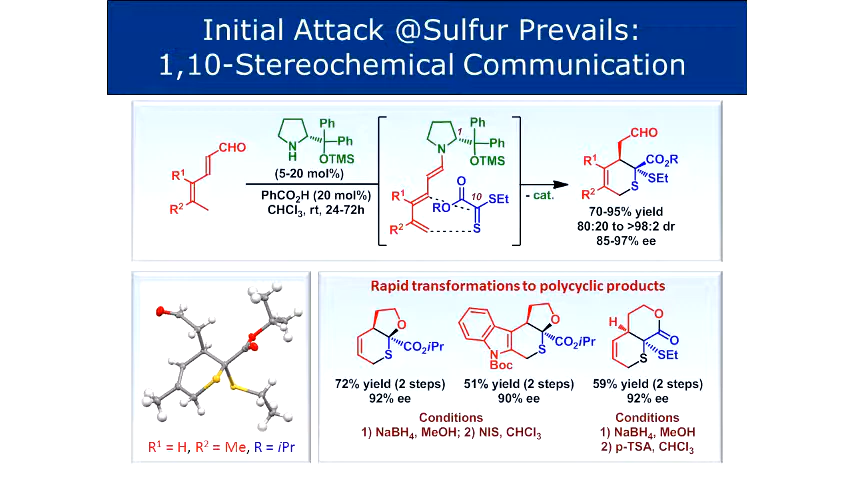 Initial Attack @Sulfur Prevails:
1,10-Stereochemical Communication
CHO
R1
R2
N
H
Ph
Ph
OTMS
(5-20 mol%)
PhCO2H (20 mol%)
CHCl3, rt, 24-72h
Ph
1
Ph
N
OTMS
O
10
SEt
R1
RO
R2
S
- cat.
CHO
R1
CO2R
SEt
R2
S
70-95% yield
80:20 to >98:2 dr
85-97% ee
R1 = H, R2 = Me, R = iPr
Rapid transformations to polycyclic products
O
CO2iPr
S
O
CO2iPr
S
N
Boc
O
H
O
SEt
S
72% yield (2 steps)
92% ee
51% yield (2 steps)
90% ee
59% yield (2 steps)
92% ee
Conditions
1) NaBH4, MeOH; 2) NIS, CHCl3
Conditions
1) NaBH4, MeOH
2) p-TSA, CHCl3